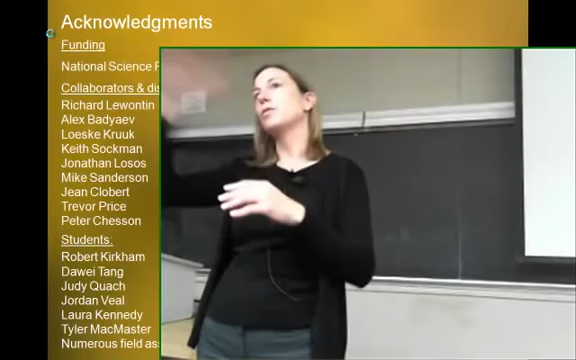 Acknowledgments
Funding
National Science
Collaborators &
Richard Lewontin
Alex Badyaev
Loeske Kruuk
Keith Sockman
Jonathan Losos
Mike Sanderson
Jean Clobert
Trevor Price
Peter Chesson
Students:
Robert Kirkham
Dawei Tang
Judy Quach
Jordan Veal
Laura Kennedy
Tyler MacMaster
Numerous field